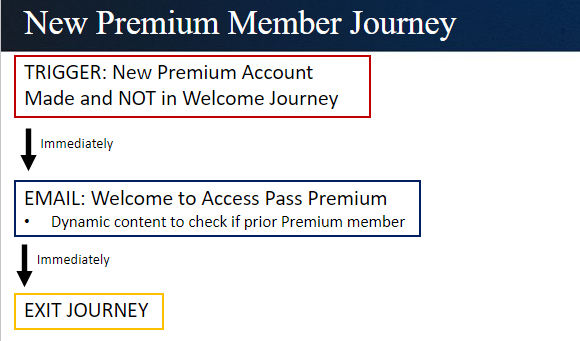 New Premium Member Journey
TRIGGER: New Premium Account
Made and NOT in Welcome Journey
Immediately
EMAIL: Welcome to Access Pass Premium
• Dynamic content to check if prior Premium member
Immediately
EXIT JOURNEY